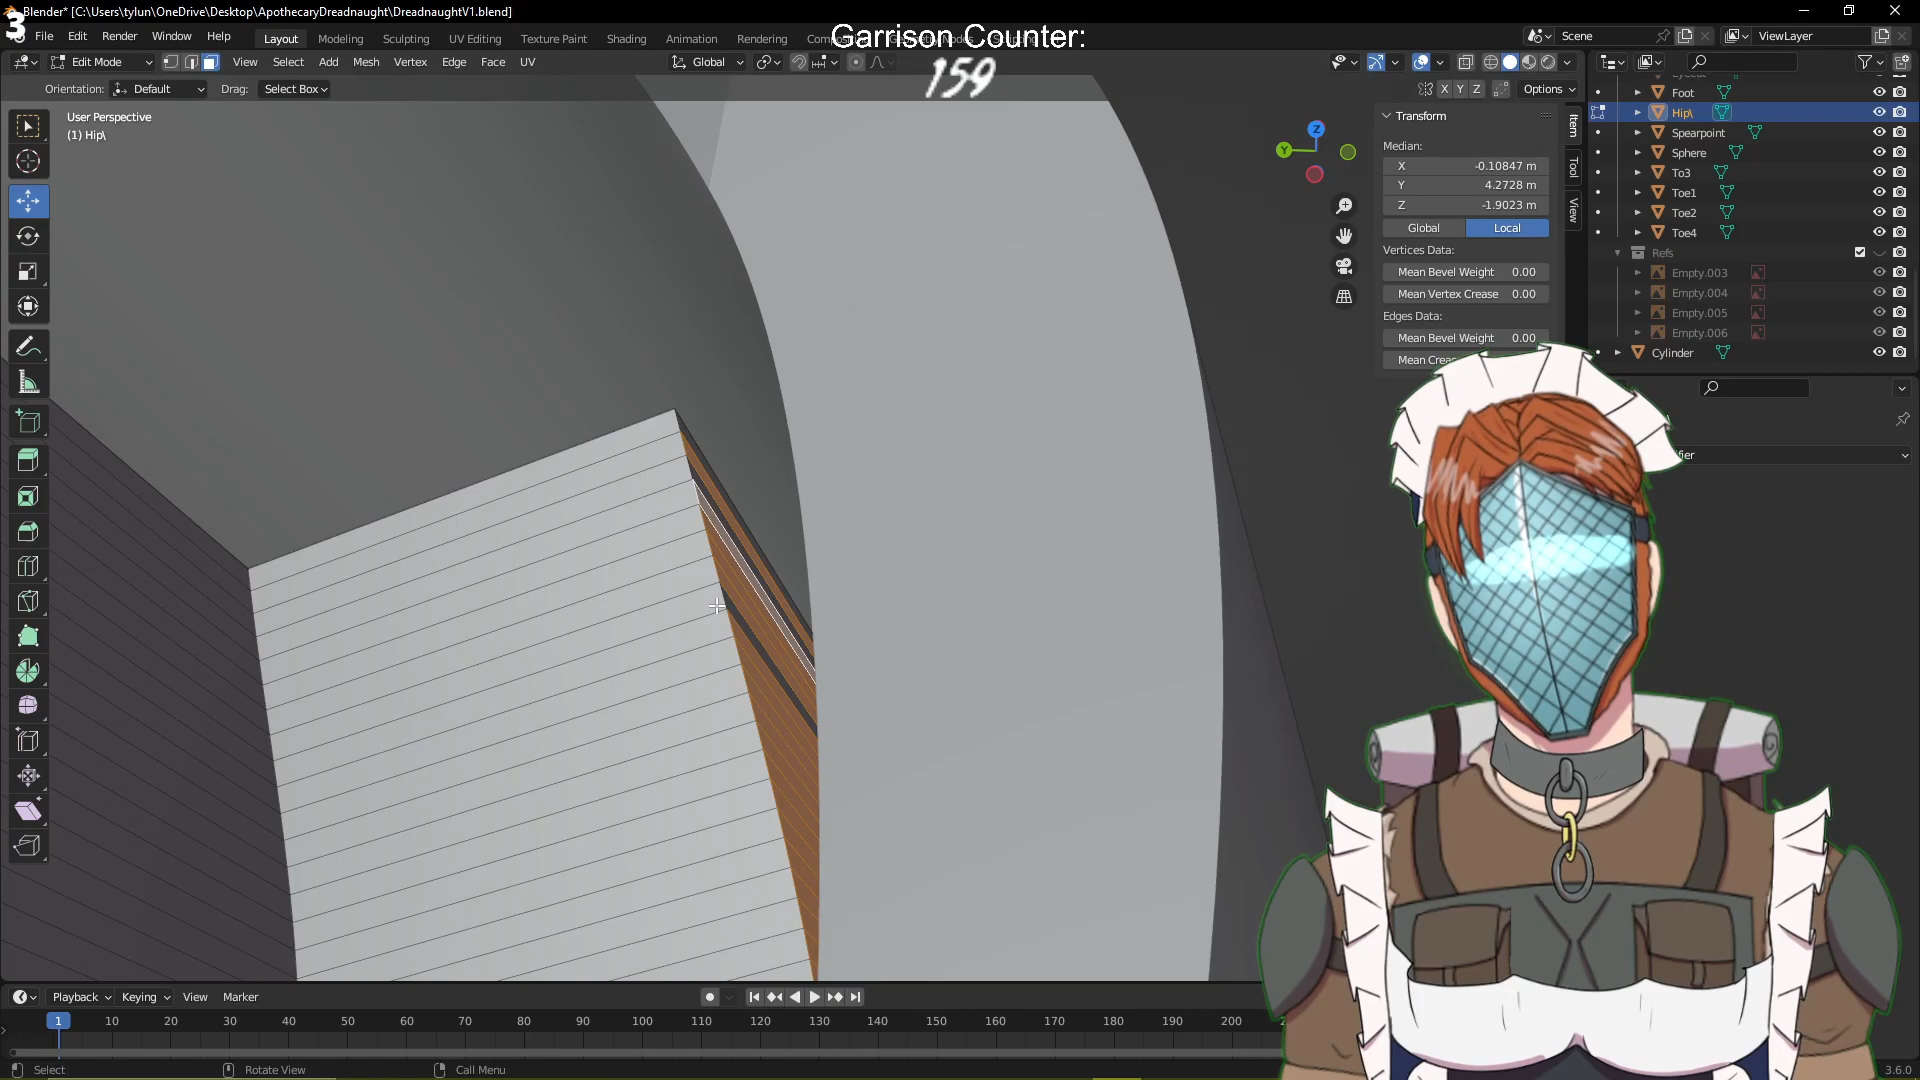 3
Blender* [C:\Users\tylun\OneDrive\Desktop\ApothecaryDreadnaught\DreadnaughtV1.blend]
File Edit Render Window Help
Layout Modeling Sculpting UV Editing Texture Paint Shading Animation Rendering
Garrison Counter:
159
Scene
ViewLayer
Edit Mode
View Select Add Mesh Vertex Edge Face UV
Global
Orientation: Default Drag: Select Box
X Y Z Options
User Perspective
(1) Hip\
Z
Y
Transform
Median:
X -0.10847 m
Y 4.2728 m
Z -1.9023 m
Global Local
Vertices Data:
Mean Bevel Weight 0.00
Mean Vertex Crease 0.00
Edges Data:
Mean Bevel Weight 0.00
Mean Crea
Item
Tool
View
Foot
Hip\
Spearpoint
Sphere
To3
Toe1
Toe2
Toe4
Refs
Empty.003
Empty.004
Empty.005
Empty.006
Cylinder
ifier
Playback Keying View Marker
1 10 20 30 40 50 60 70 80 90 100 110 120 130 140 150 160 170 180 190 200
Select Rotate View Call Menu
3.6.0